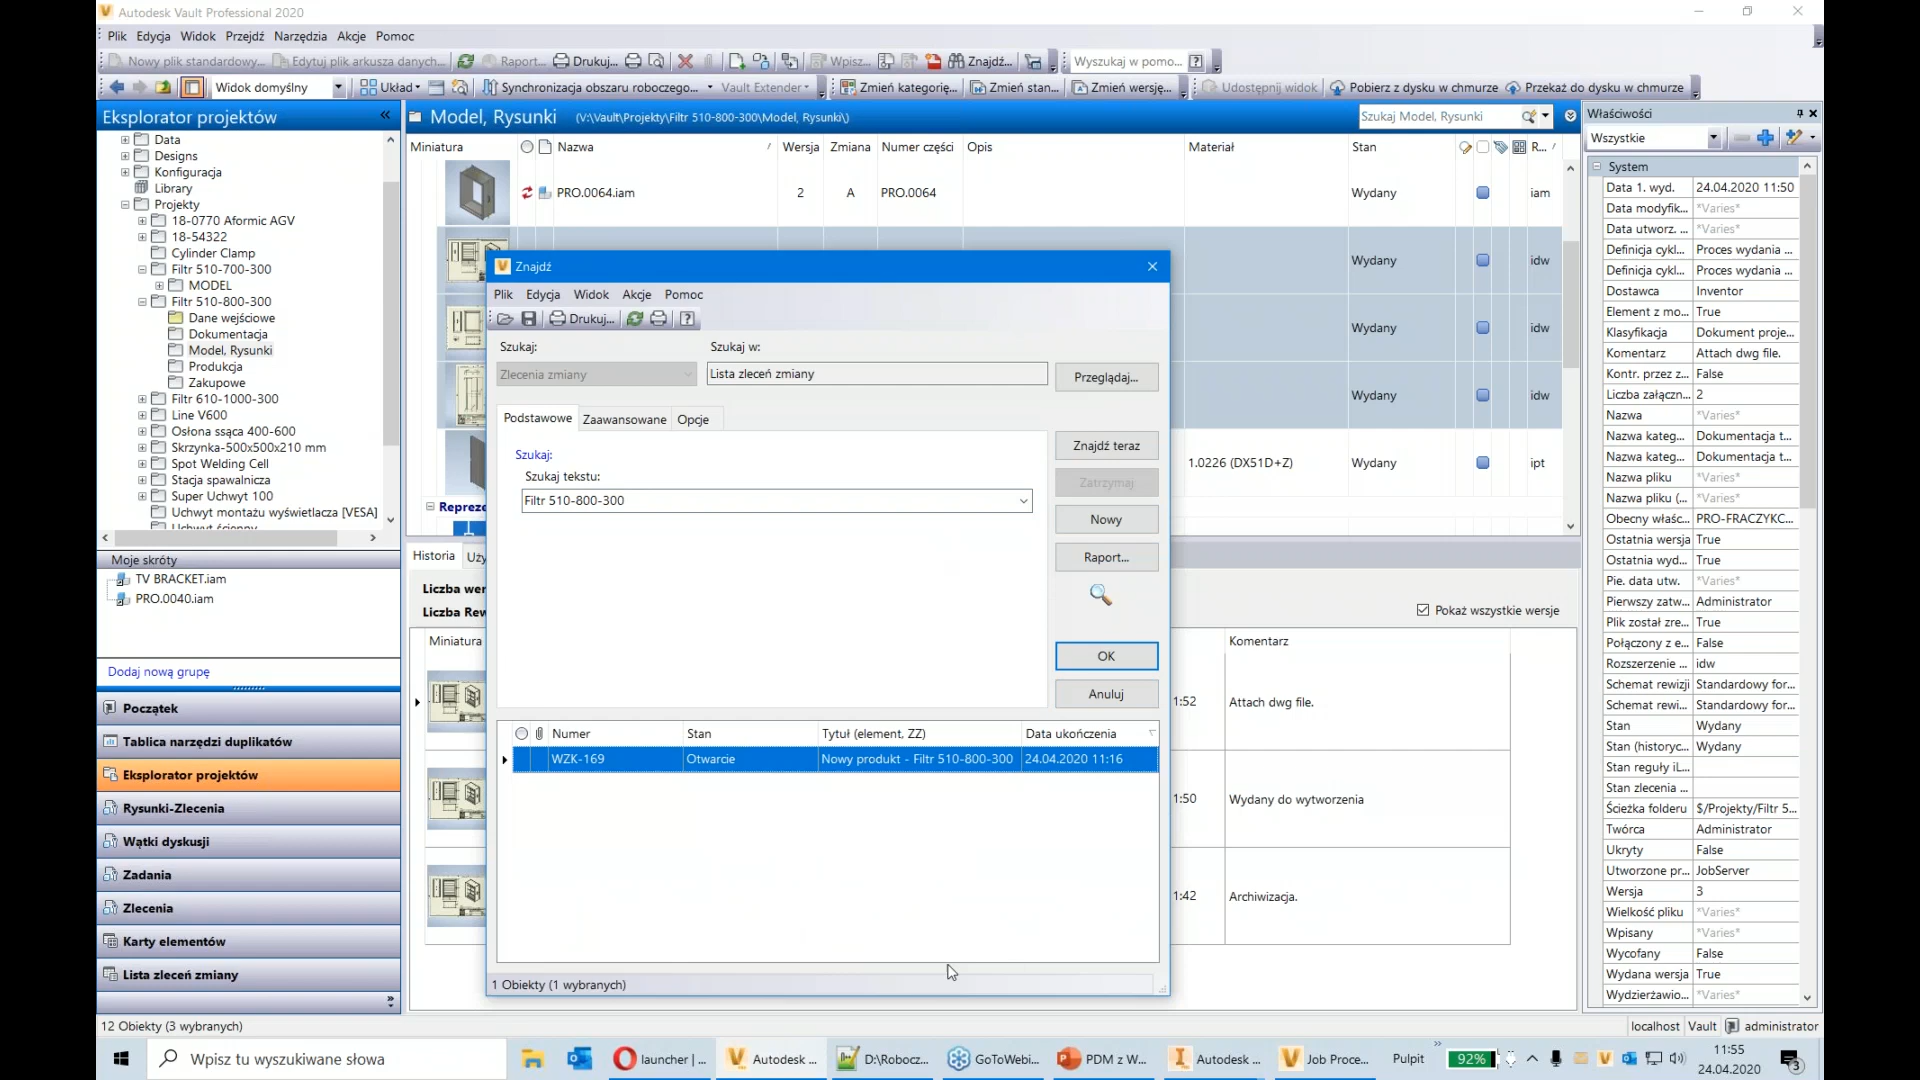 Autodesk Vault Professional 2020
Plik Edycja Widok Przejdź Narzędzia Akcje Pomoc
Nowy plik standardowy... Edytuj plik arkusza danych... Raport... Drukuj... Wpisz... Znajdź... Wyszukaj w pomo...
Widok domyślny Układ Synchronizacja obszaru roboczego... Vault Extender Zmień kategorię... Zmień stan... Zmień wersję... Udostępnij widok Pobierz z dysku w chmurze Przekaż do dysku w chmurze
Eksplorator projektów
Data
Designs
Konfiguracja
Library
Projekty
18-0770 Aformic AGV
18-54322
Cylinder Clamp
Filtr 510-700-300
MODEL
Filtr 510-800-300
Dane wejściowe
Dokumentacja
Model, Rysunki
Produkcja
Zakupowe
Filtr 610-1000-300
Line V600
Osłona ssąca 400-600
Skrzynka-500x500x210 mm
Spot Welding Cell
Stacja spawalnicza
Super Uchwyt 100
Uchwyt montażu wyświetlacza [VESA]
Uchwyt ścienny
Moje skróty
TV BRACKET.iam
PRO.0040.iam
Dodaj nową grupę
Początek
Tablica narzędzi duplikatów
Eksplorator projektów
Rysunki-Zlecenia
Wątki dyskusji
Zadania
Zlecenia
Karty elementów
Lista zleceń zmiany
12 Obiekty (3 wybranych)
Model, Rysunki (V:\Vault\Projekty\Filtr 510-800-300\Model, Rysunki\)
Szukaj Model, Rysunki
Miniatura Nazwa Wersja Zmiana Numer części Opis Materiał Stan R...
PRO.0064.iam 2 A PRO.0064 Wydany iam
Wydany idw
Wydany idw
Wydany idw
1.0226 (DX51D+Z) Wydany ipt
Repreze
Historia Uży
Liczba wer
Liczba Rew
Pokaż wszystkie wersje
Miniatura Komentarz
1:52 Attach dwg file.
1:50 Wydany do wytworzenia
1:42 Archiwizacja.
Znajdź
Plik Edycja Widok Akcje Pomoc
Drukuj...
Szukaj: Szukaj w:
Zlecenia zmiany Lista zleceń zmiany Przeglądaj...
Podstawowe Zaawansowane Opcje
Szukaj:
Szukaj tekstu:
Filtr 510-800-300
Znajdź teraz
Zatrzymaj
Nowy
Raport...
OK
Anuluj
Numer Stan Tytuł (element, ZZ) Data ukończenia
WZK-169 Otwarcie Nowy produkt - Filtr 510-800-300 24.04.2020 11:16
1 Obiekty (1 wybranych)
Właściwości
Wszystkie
System
Data 1. wyd. 24.04.2020 11:50
Data modyfik... *Varies*
Data utworz. ... *Varies*
Definicja cykl... Proces wydania ...
Definicja cykl... Proces wydania ...
Dostawca Inventor
Element z mo... True
Klasyfikacja Dokument proje...
Komentarz Attach dwg file.
Kontr. przez z... False
Liczba załączn... 2
Nazwa *Varies*
Nazwa kateg... Dokumentacja t...
Nazwa kateg... Dokumentacja t...
Nazwa pliku *Varies*
Nazwa pliku (... *Varies*
Obecny właśc... PRO-FRACZYKC...
Ostatnia wersja True
Ostatnia wyd... True
Pie. data utw. *Varies*
Pierwszy zatw... Administrator
Plik został zre... True
Połączony z e... False
Rozszerzenie ... idw
Schemat rewizji Standardowy for...
Schemat rewi... Standardowy for...
Stan Wydany
Stan (historyc... Wydany
Stan reguły iL...
Stan zlecenia ...
Ścieżka folderu $/Projekty/Filtr 5...
Twórca Administrator
Ukryty False
Utworzone pr... JobServer
Wersja 3
Wielkość pliku *Varies*
Wpisany *Varies*
Wycofany False
Wydana wersja True
Wydzierżawio... *Varies*
localhost Vault administrator
Wpisz tu wyszukiwane słowa launcher | ... Autodesk ... D:\Robocz... GoToWebi... PDM z W... Autodesk ... Job Proce... Pulpit 92% 11:55
24.04.2020 3